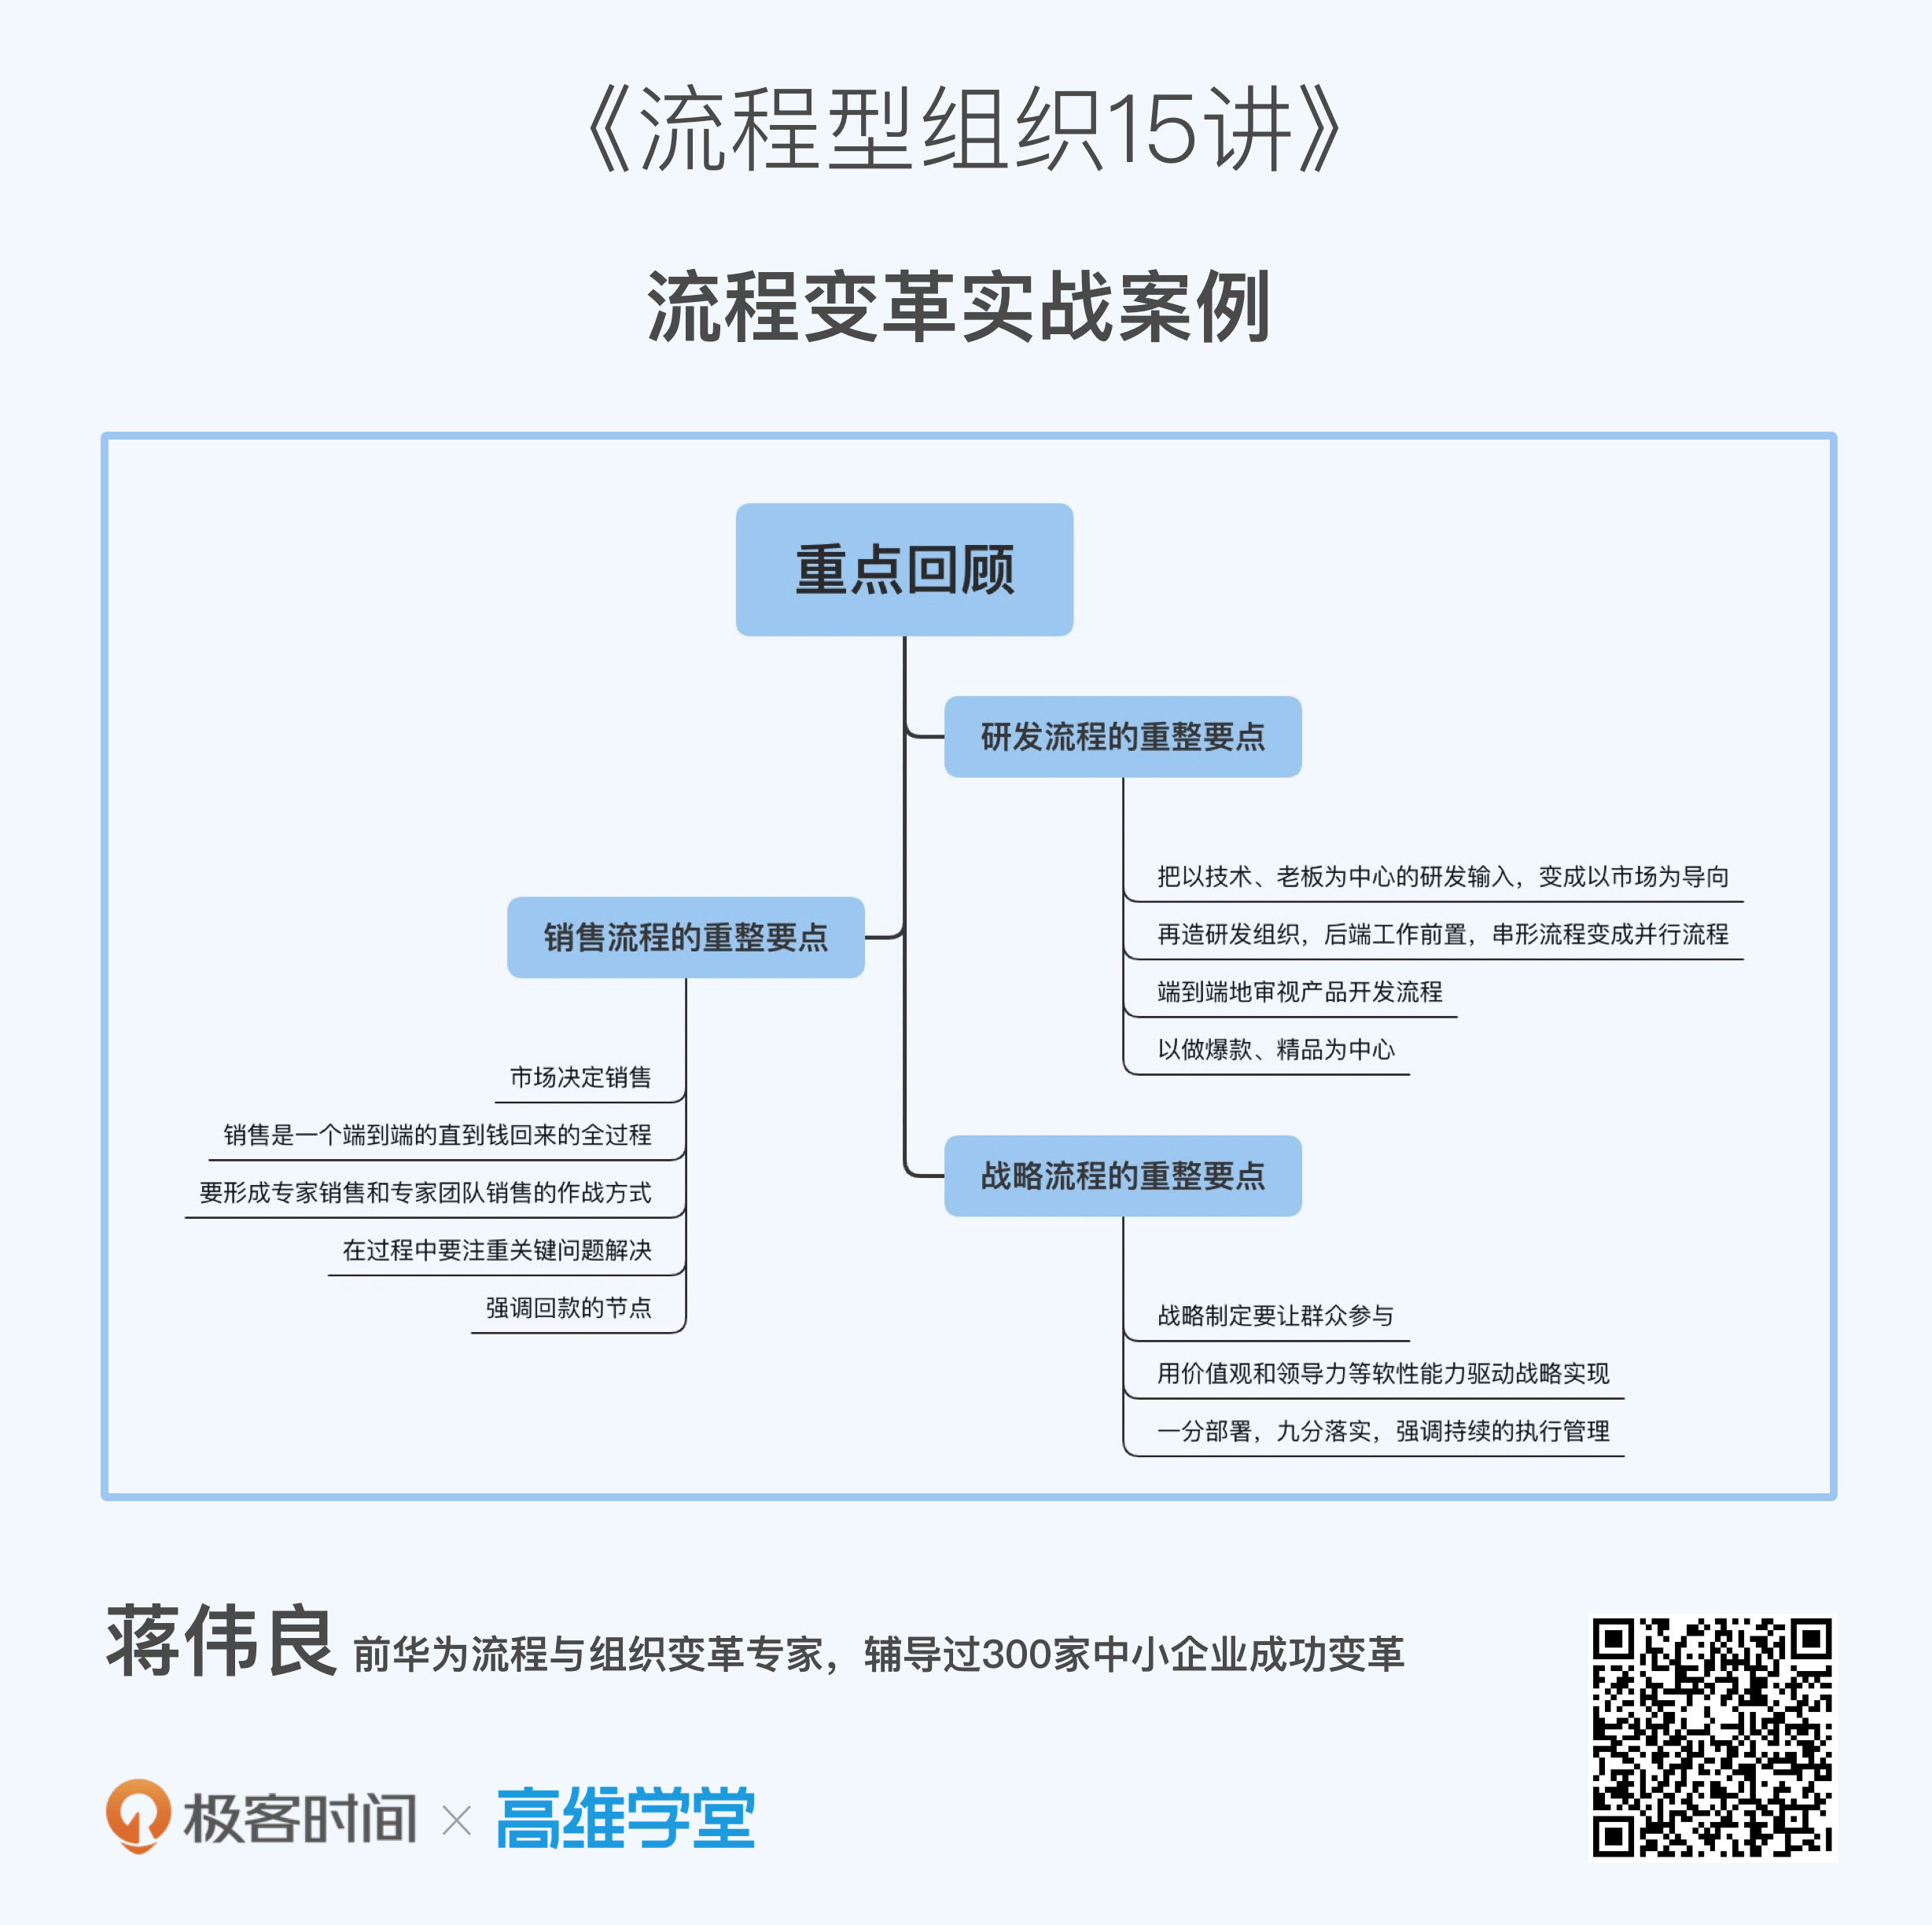 《流程型组织15讲》
流程变革实战案例
重点回顾
研发流程的重整要点
把以技术、老板为中心的研发输入，变成以市场为导向
再造研发组织，后端工作前置，串形流程变成并行流程
端到端地审视产品开发流程
以做爆款、精品为中心
销售流程的重整要点
市场决定销售
销售是一个端到端的直到钱回来的全过程
要形成专家销售和专家团队销售的作战方式
在过程中要注重关键问题解决
强调回款的节点
战略流程的重整要点
战略制定要让群众参与
用价值观和领导力等软性能力驱动战略实现
一分部署，九分落实，强调持续的执行管理
蒋伟良 前华为流程与组织变革专家，辅导过300家中小企业成功变革
极客时间 × 高维学堂